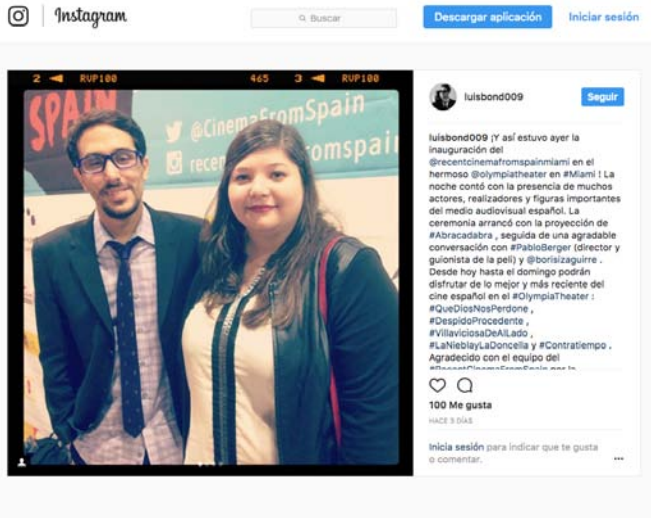 Instagram
Buscar
Descargar aplicación
Iniciar sesión
2 RVP100 465 3 RVP100
SPAIN
@CinemaFromSpain
recen omspai
luisbond009
Seguir
luisbond009 ¡Y así estuvo ayer la
inauguración del
@recentcinemafromspainmiami en el
hermoso @olympiatheater en #Miami ! La
noche contó con la presencia de muchos
actores, realizadores y figuras importantes
del medio audiovisual español. La
ceremonia arrancó con la proyección de
#Abracadabra , seguida de una agradable
conversación con #PabloBerger (director y
guionista de la peli) y @borisizaguirre .
Desde hoy hasta el domingo podrán
disfrutar de lo mejor y más reciente del
cine español en el #OlympiaTheater :
#QueDiosNosPerdone ,
#DespidoProcedente ,
#VillaviciosaDeAlLado ,
#LaNieblayLaDoncella y #Contratiempo .
Agradecido con el equipo del
#RecentCinemaFromSpain por la
100 Me gusta
HACE 3 DÍAS
Inicia sesión para indicar que te gusta
o comentar.